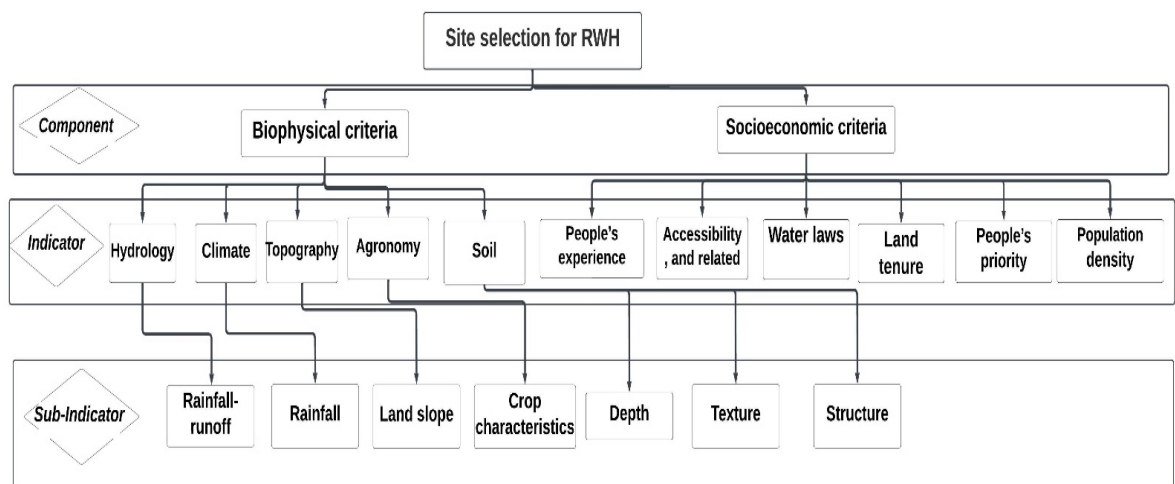 Site selection for RWH
Component
Biophysical criteria
Socioeconomic criteria
Indicator
Hydrology
Climate
Topography
Agronomy
Soil
People's
experience
Accessibility
, and related
Water laws
Land
tenure
People's
priority
Population
density
Sub-Indicator
Rainfall-
runoff
Rainfall
Land slope
Crop
characteristics
Depth
Texture
Structure